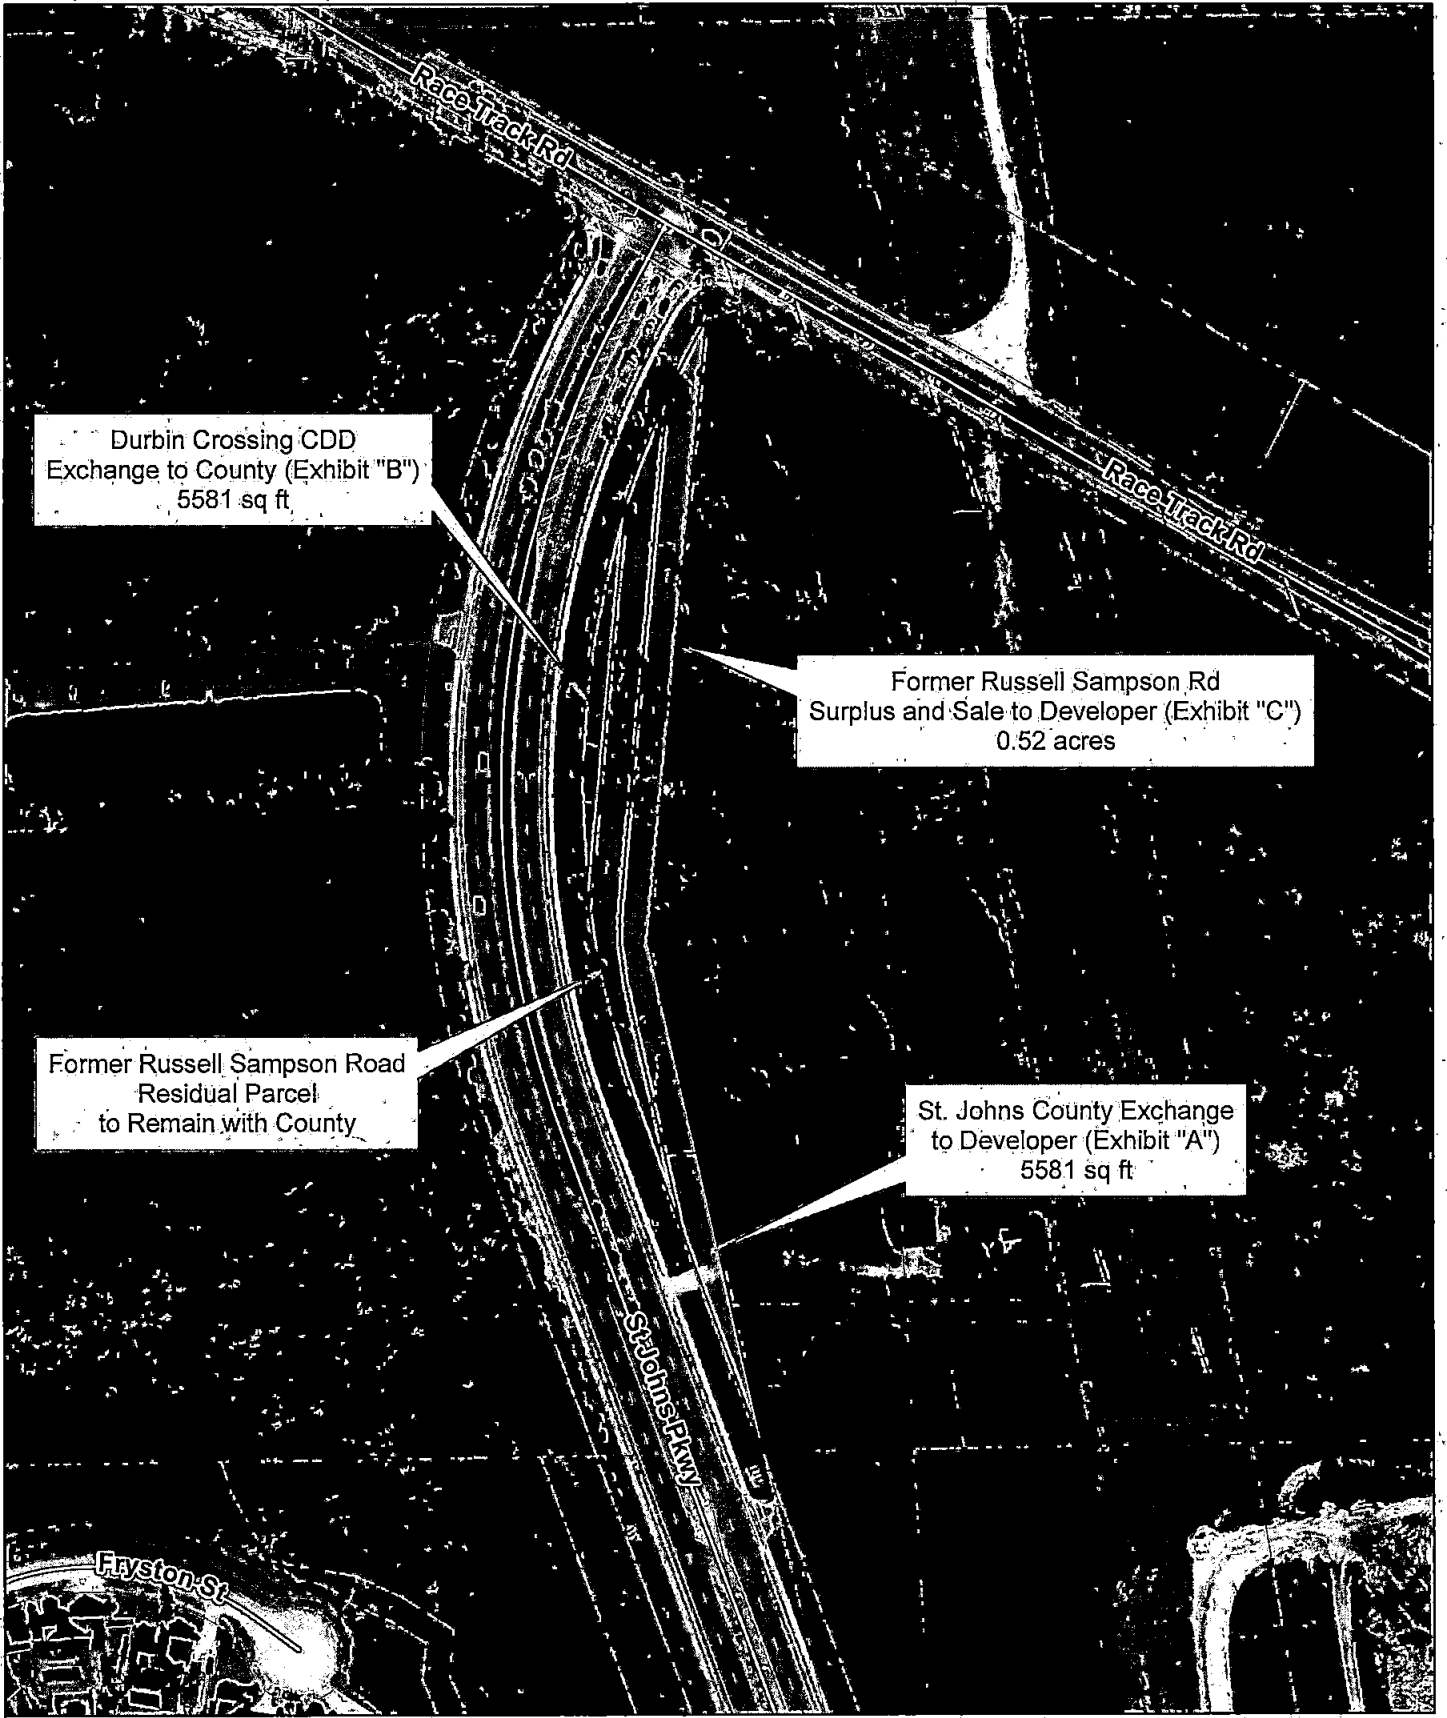 Race Track Rd
Durbin Crossing CDD
Exchange to County (Exhibit "B")
5581 sq ft
Race Track Rd
Former Russell Sampson Rd
Surplus and Sale to Developer (Exhibit "C")
0.52 acres
Former Russell Sampson Road
Residual Parcel
to Remain with County
St. Johns County Exchange
to Developer (Exhibit "A")
5581 sq ft
St Johns Pkwy
Fryston St